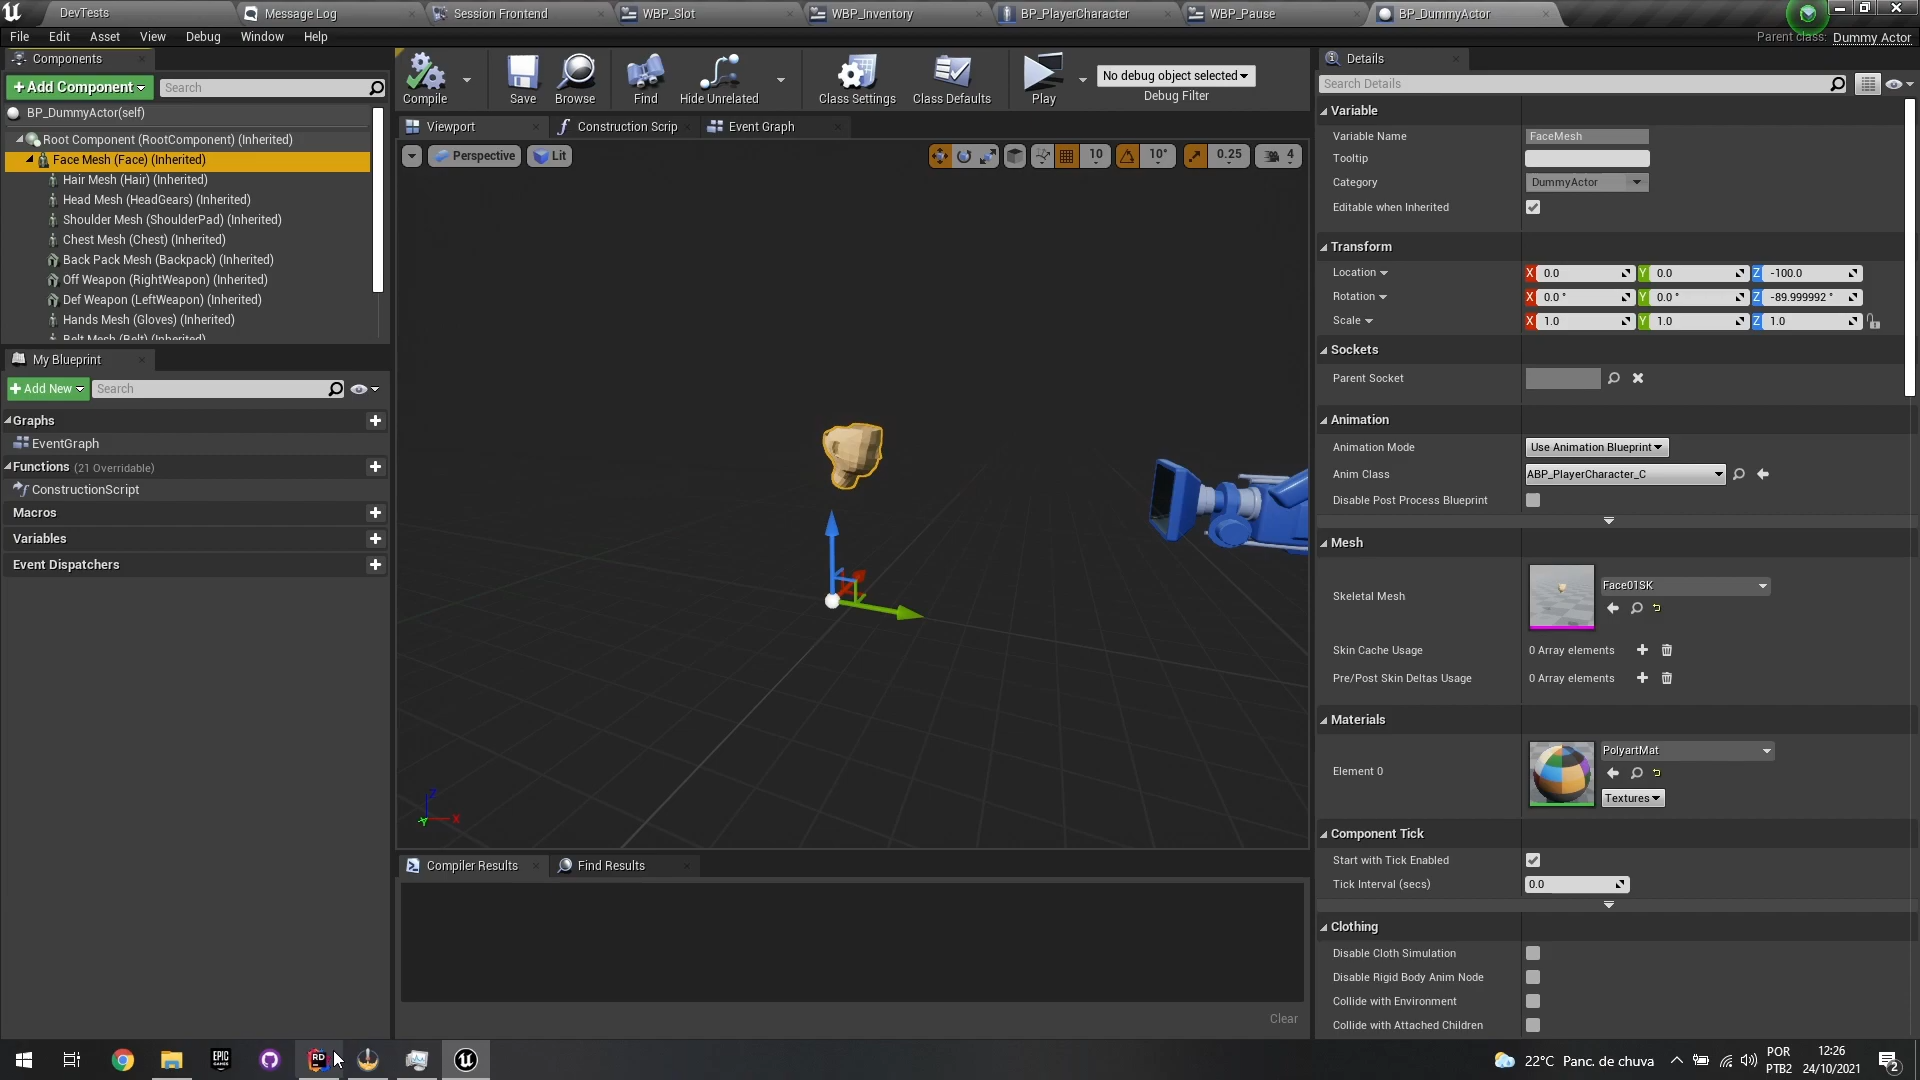 DevTests
Message Log
Session Frontend
WBP_Slot
WBP_Inventory
BP_PlayerCharacter
WBP_Pause
BP_DummyActor
File Edit Asset View Debug Window Help
Parent class: Dummy Actor
Components
+ Add Component
Search
BP_DummyActor(self)
Root Component (RootComponent) (Inherited)
Face Mesh (Face) (Inherited)
Hair Mesh (Hair) (Inherited)
Head Mesh (HeadGears) (Inherited)
Shoulder Mesh (ShoulderPad) (Inherited)
Chest Mesh (Chest) (Inherited)
Back Pack Mesh (Backpack) (Inherited)
Off Weapon (RightWeapon) (Inherited)
Def Weapon (LeftWeapon) (Inherited)
Hands Mesh (Gloves) (Inherited)
Belt Mesh (Belt) (Inherited)
My Blueprint
+ Add New
Search
Graphs
EventGraph
Functions (21 Overridable)
ConstructionScript
Macros
Variables
Event Dispatchers
Compile
Save
Browse
Find
Hide Unrelated
Class Settings
Class Defaults
Play
No debug object selected
Debug Filter
Viewport
Construction Scrip
Event Graph
Perspective
Lit
10
10°
0.25
4
Z
X
Y
Compiler Results
Find Results
Clear
Details
Search Details
Variable
Variable Name FaceMesh
Tooltip
Category DummyActor
Editable when Inherited
Transform
Location X 0.0 Y 0.0 Z -100.0
Rotation X 0.0 ° Y 0.0 ° Z -89.999992 °
Scale X 1.0 Y 1.0 Z 1.0
Sockets
Parent Socket
Animation
Animation Mode Use Animation Blueprint
Anim Class ABP_PlayerCharacter_C
Disable Post Process Blueprint
Mesh
Skeletal Mesh Face01SK
Skin Cache Usage 0 Array elements
Pre/Post Skin Deltas Usage 0 Array elements
Materials
Element 0 PolyartMat
Textures
Component Tick
Start with Tick Enabled
Tick Interval (secs) 0.0
Clothing
Disable Cloth Simulation
Disable Rigid Body Anim Node
Collide with Environment
Collide with Attached Children
EPIC
GAMES
RD
22°C Panc. de chuva
POR
PTB2
12:26
24/10/2021
2